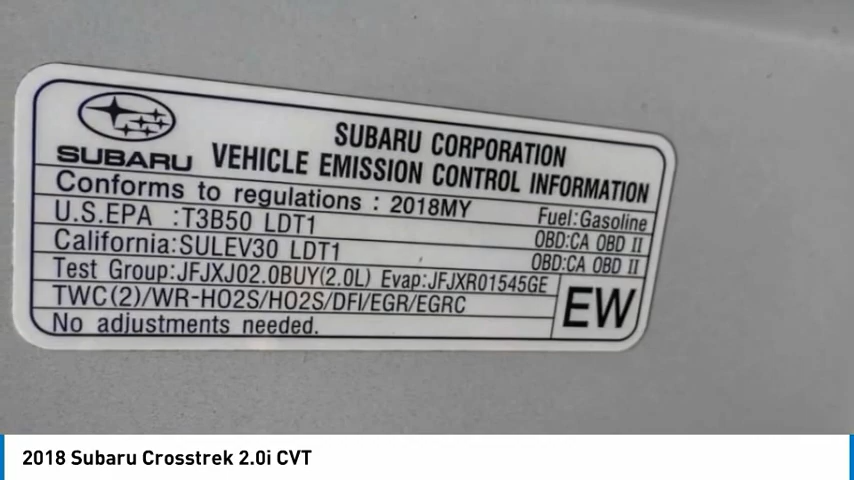 SUBARU CORPORATION
SUBARU VEHICLE EMISSION CONTROL INFORMATION
Conforms to regulations : 2018MY Fuel:Gasoline
U.S.EPA :T3B50 LDT1 OBD:CA OBD II
California:SULEV30 LDT1 OBD:CA OBD II
Test Group:JFJXJ02.0BUY(2.0L) Evap:JFJXR01545GE
TWC(2)/WR-HO2S/HO2S/DFI/EGR/EGRC
EW
No adjustments needed.
2018 Subaru Crosstrek 2.0i CVT